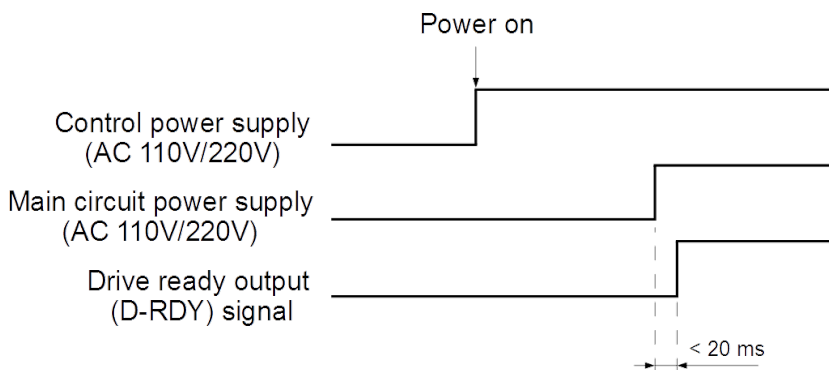 Power on
Control power supply
(AC 110V/220V)
Main circuit power supply
(AC 110V/220V)
Drive ready output
(D-RDY) signal
< 20 ms